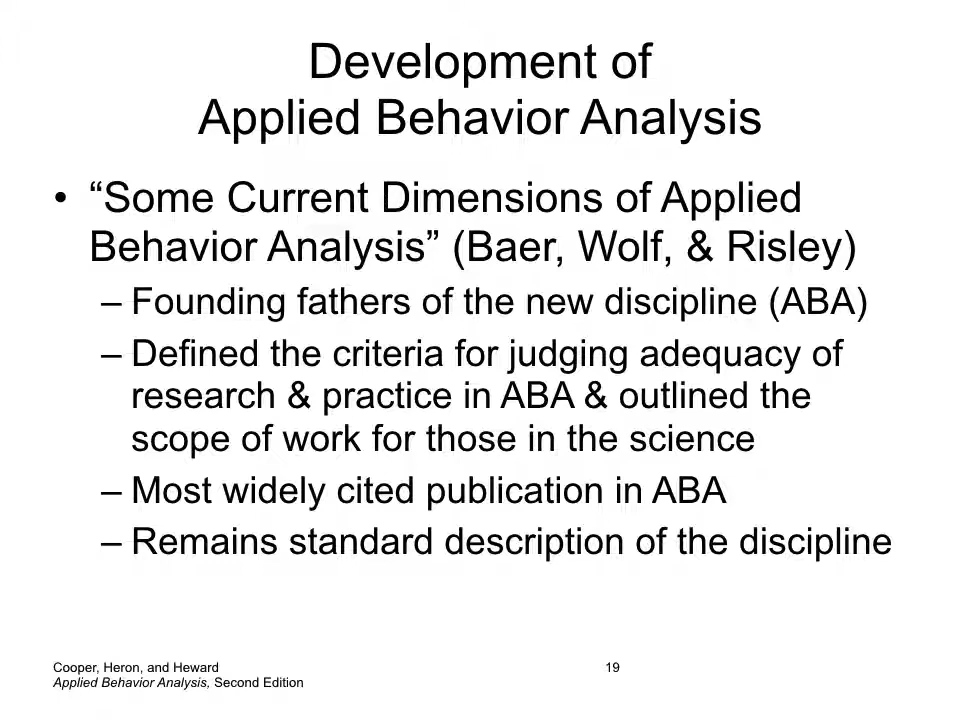 Development of
Applied Behavior Analysis
• “Some Current Dimensions of Applied
Behavior Analysis” (Baer, Wolf, & Risley)
– Founding fathers of the new discipline (ABA)
– Defined the criteria for judging adequacy of
research & practice in ABA & outlined the
scope of work for those in the science
– Most widely cited publication in ABA
– Remains standard description of the discipline
Cooper, Heron, and Heward
Applied Behavior Analysis, Second Edition
19